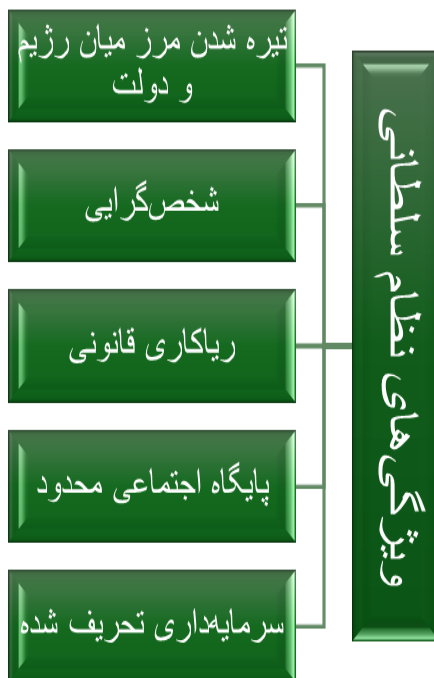 ویژگی‌های نظام سلطانی
تیره شدن مرز میان رژیم
و دولت
شخص‌گرایی
ریاکاری قانونی
پایگاه اجتماعی محدود
سرمایه‌داری تحریف شده